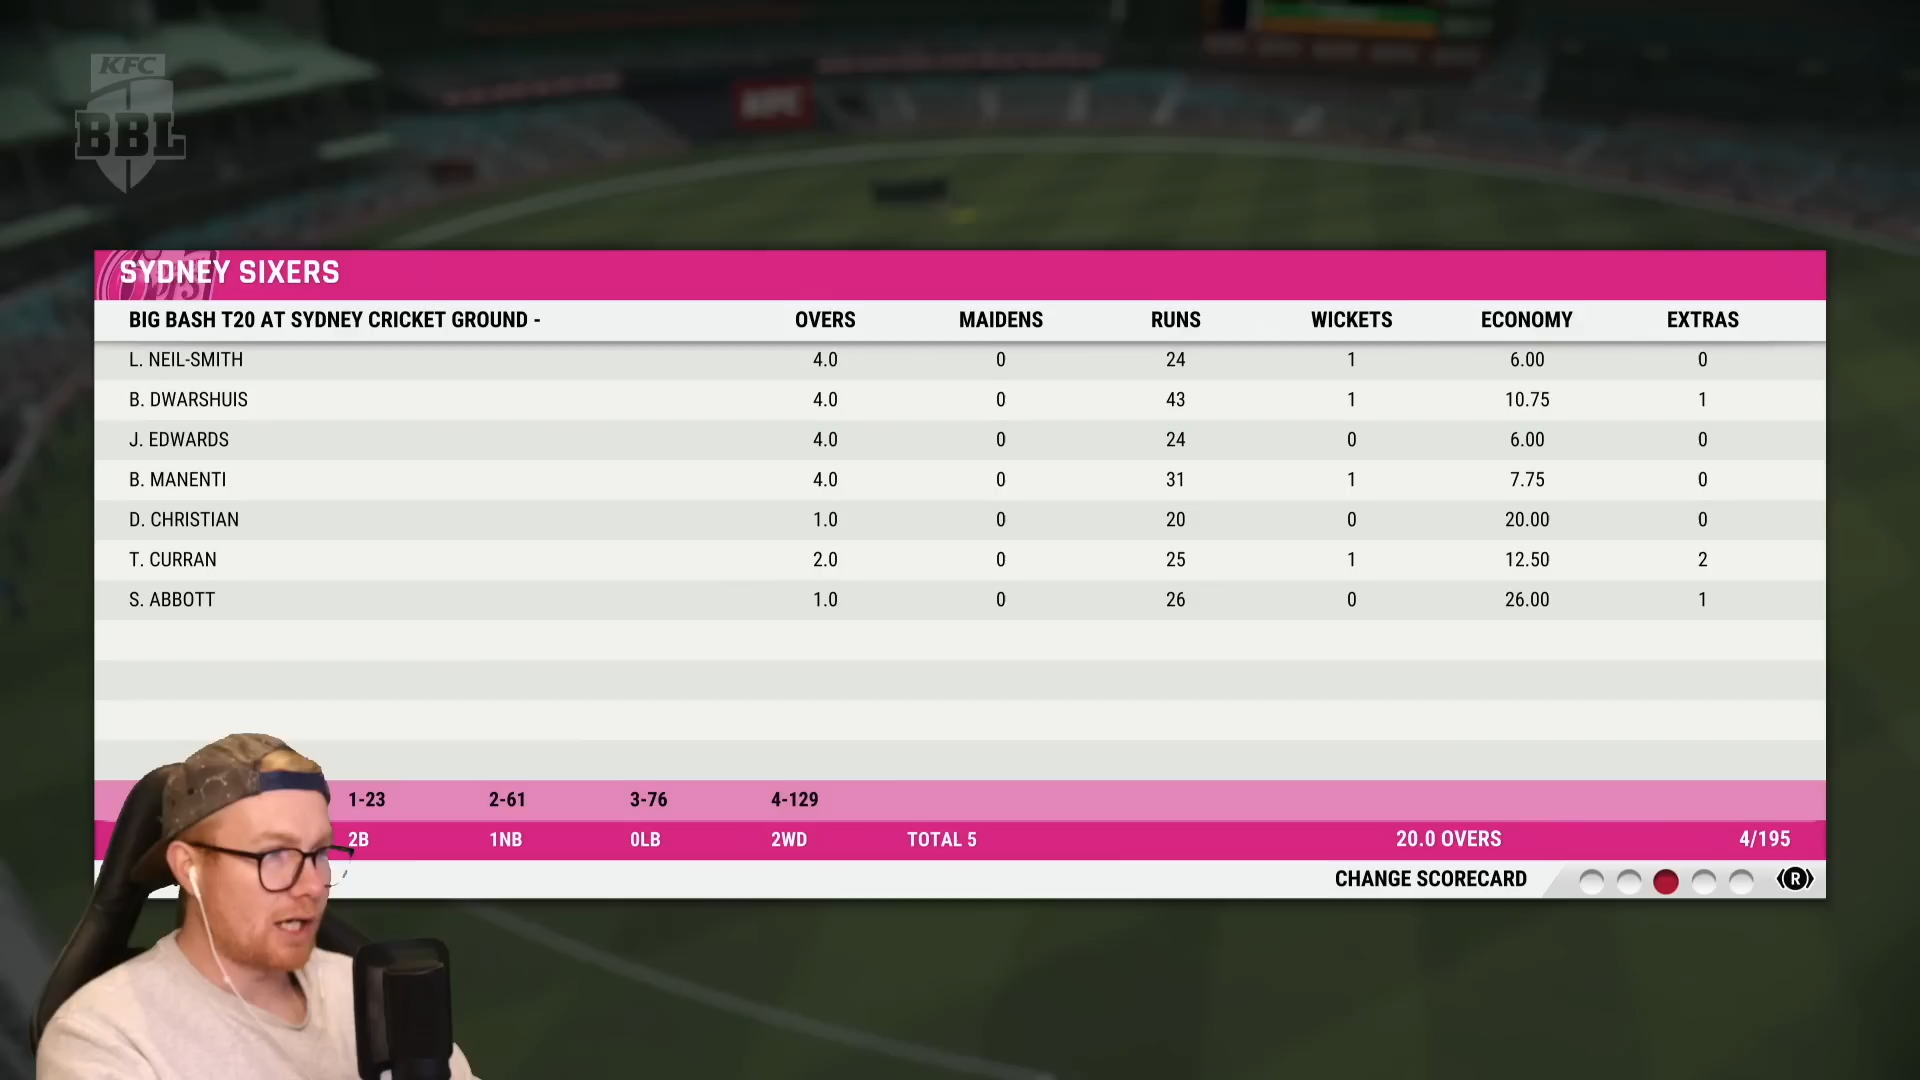 KFC
BBL
KFC
SYDNEY SIXERS
BIG BASH T20 AT SYDNEY CRICKET GROUND - OVERS MAIDENS RUNS WICKETS ECONOMY EXTRAS
L. NEIL-SMITH 4.0 0 24 1 6.00 0
B. DWARSHUIS 4.0 0 43 1 10.75 1
J. EDWARDS 4.0 0 24 0 6.00 0
B. MANENTI 4.0 0 31 1 7.75 0
D. CHRISTIAN 1.0 0 20 0 20.00 0
T. CURRAN 2.0 0 25 1 12.50 2
S. ABBOTT 1.0 0 26 0 26.00 1
1-23 2-61 3-76 4-129
2B 1NB 0LB 2WD TOTAL 5 20.0 OVERS 4/195
CHANGE SCORECARD R